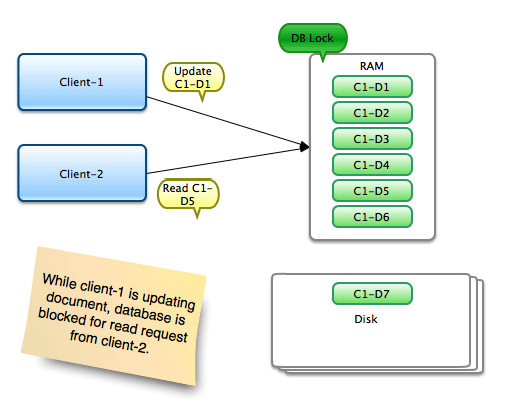 DB Lock
Client-1
Update
C1-D1
RAM
C1-D1
C1-D2
C1-D3
C1-D4
C1-D5
C1-D6
Client-2
Read C1-
D5
While client-1 is updating
document, database is
blocked for read request
from client-2.
C1-D7
Disk